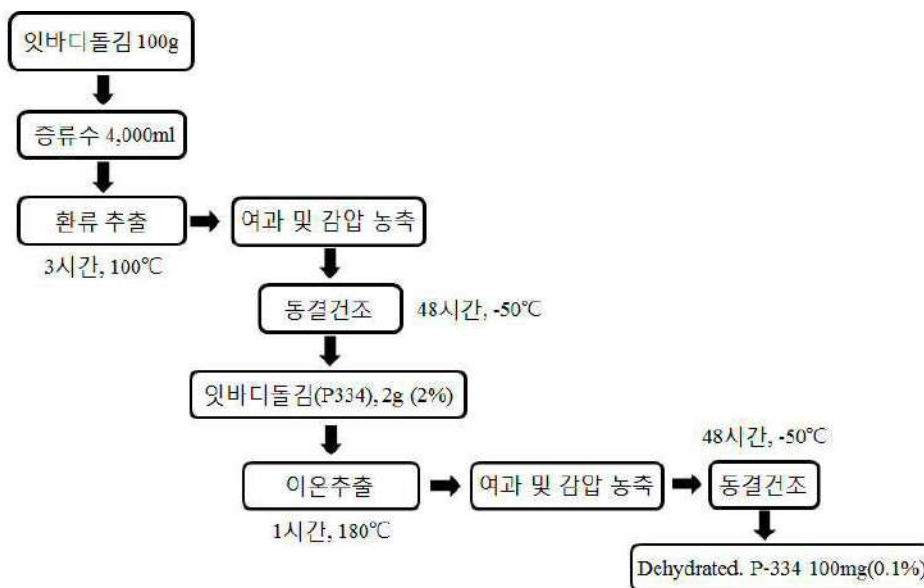 잇바디돌김 100g
증류수 4,000ml
환류 추출
3시간, 100℃
여과 및 감압 농축
동결건조
48시간, -50℃
잇바디돌김(P334), 2g (2%)
이온추출
1시간, 180℃
여과 및 감압 농축
48시간, -50℃
동결건조
Dehydrated. P-334 100mg(0.1%)